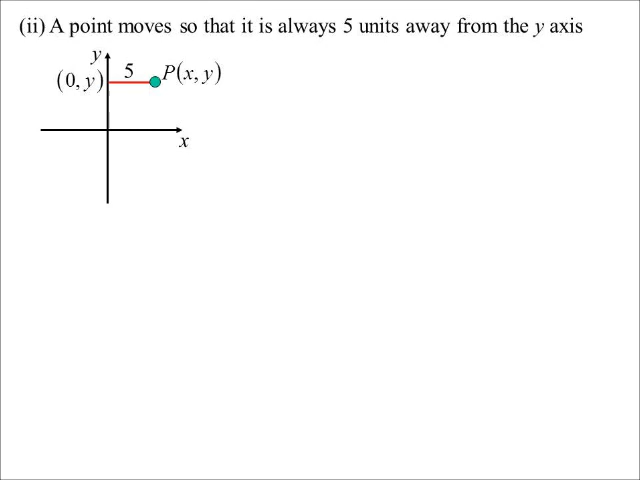 (ii) A point moves so that it is always 5 units away from the y axis
y
(0, y) 5 P(x, y)
x